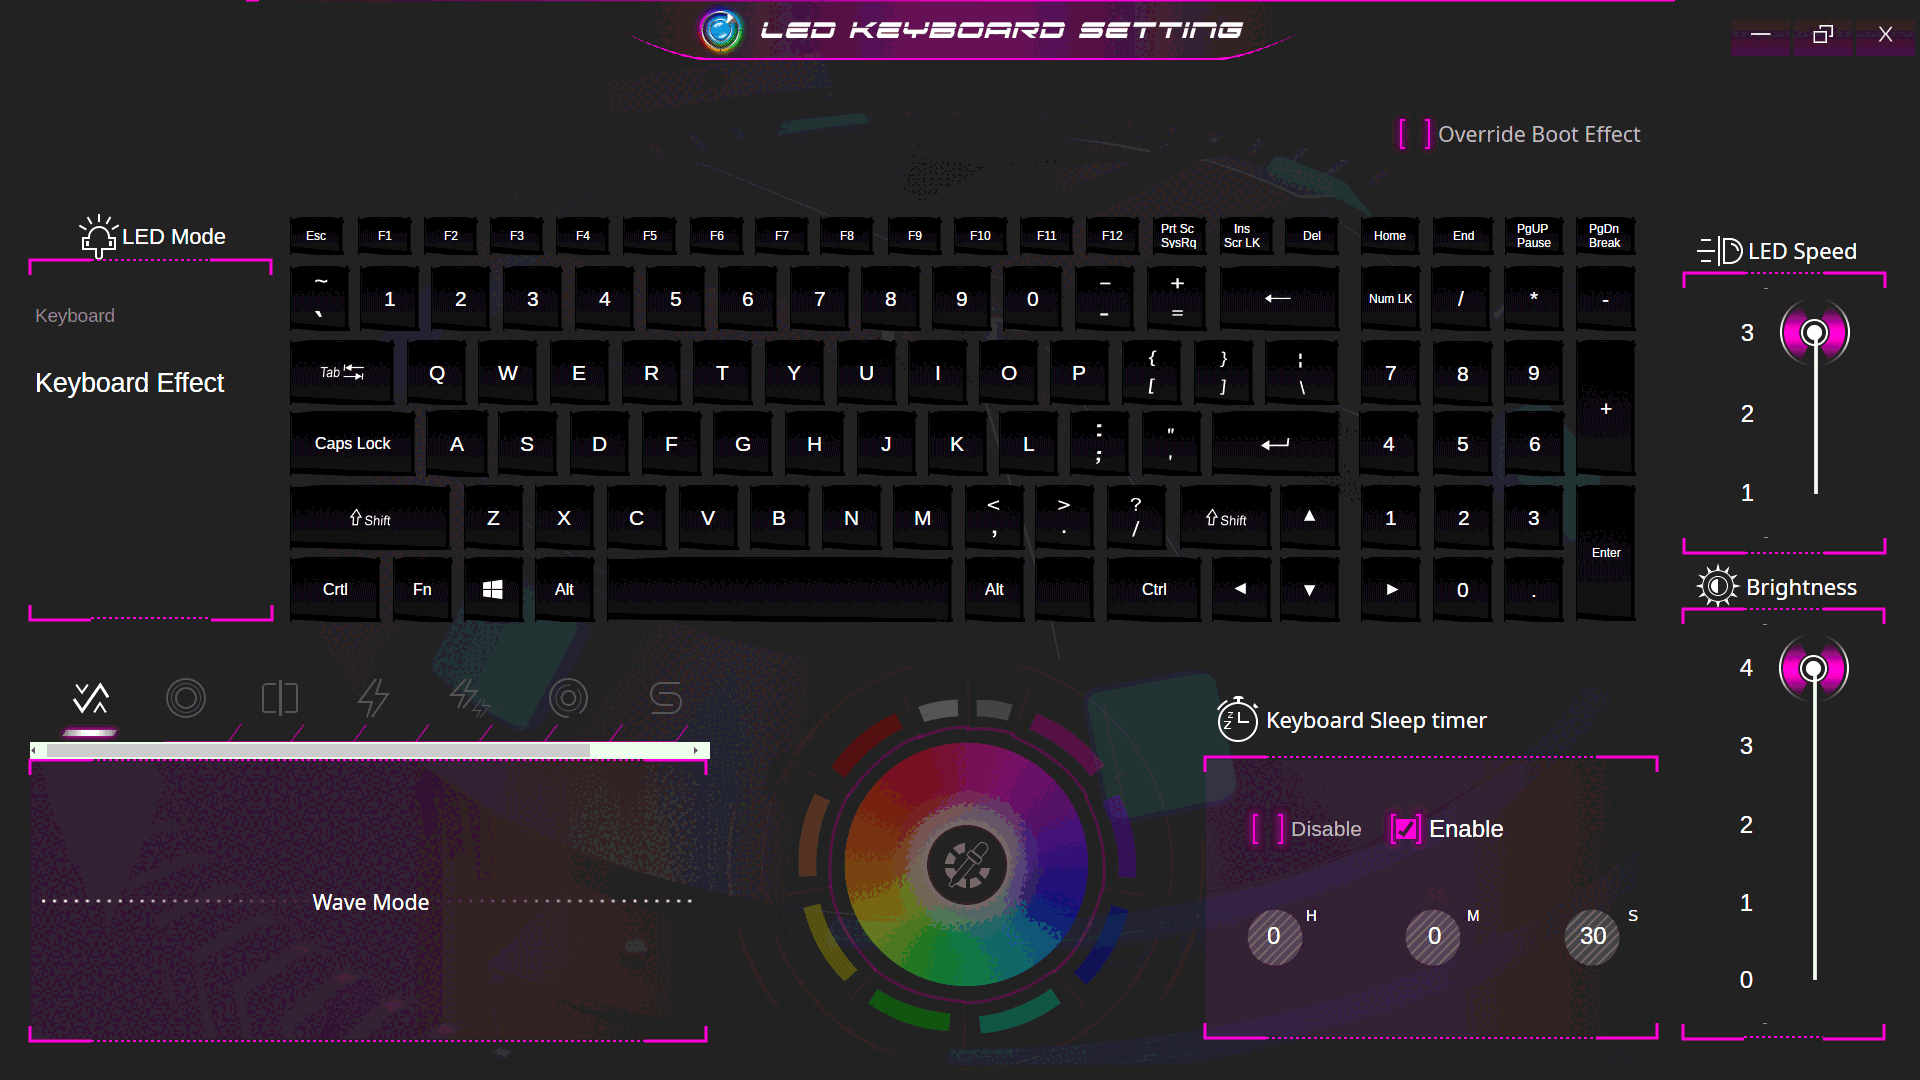 LED KEYBOARD SETTING
Override Boot Effect
LED Mode
Keyboard
Keyboard Effect
Esc F1 F2 F3 F4 F5 F6 F7 F8 F9 F10 F11 F12 Prt Sc SysRq Ins Scr LK Del Home End PgUP Pause PgDn Break
~ ` 1 2 3 4 5 6 7 8 9 0 − - + = ← Num LK / * -
Tab Q W E R T Y U I O P { [ } ] ¦ \ 7 8 9 +
Caps Lock A S D F G H J K L : ; " ' 4 5 6
⇧ Shift Z X C V B N M < , > . ? / ⇧ Shift ▲ 1 2 3 Enter
Crtl Fn Alt Alt Ctrl ◄ ▼ ► 0 .
LED Speed
3
2
1
Brightness
4
3
2
1
0
Wave Mode
Keyboard Sleep timer
Disable Enable
0 H 0 M 30 S